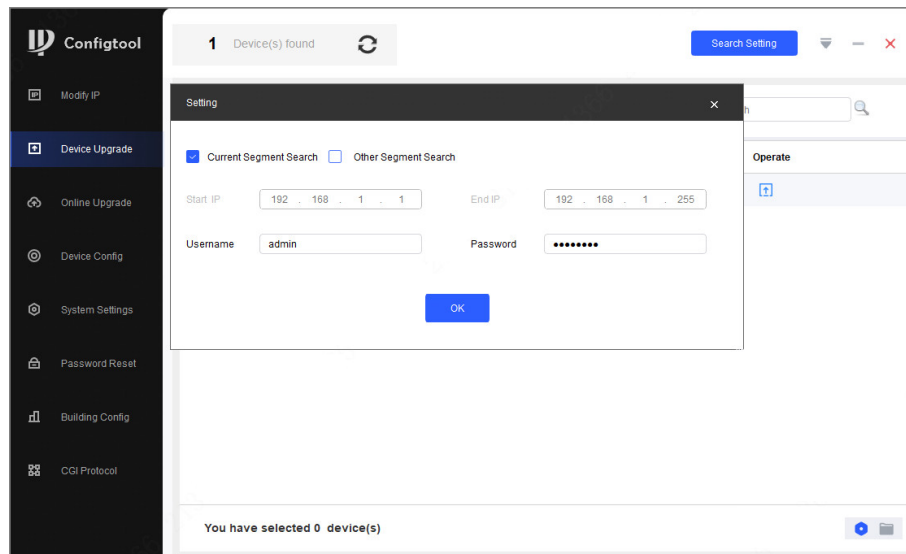 Configtool
1 Device(s) found
Search Setting
Modify IP
Device Upgrade
Online Upgrade
Device Config
System Settings
Password Reset
Building Config
CGI Protocol
Setting
h
Current Segment Search Other Segment Search
Start IP 192 . 168 . 1 . 1 End IP 192 . 168 . 1 . 255
Username admin Password ••••••••
OK
Operate
You have selected 0 device(s)